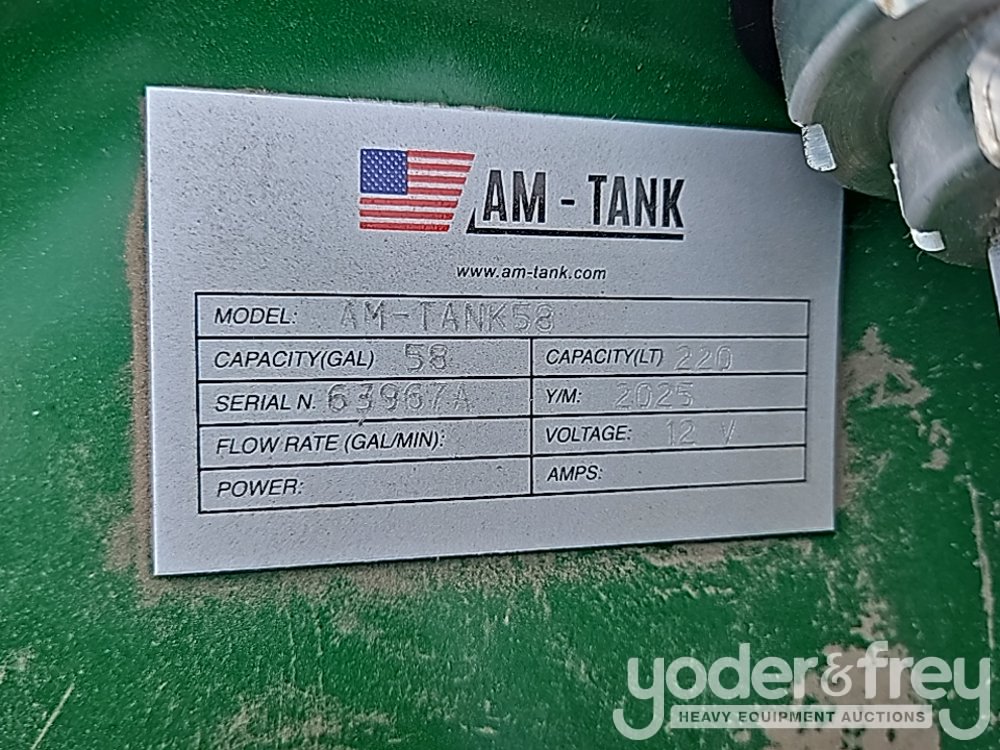 AM - TANK
www.am-tank.com
MODEL: AM-TANK58
CAPACITY(GAL) 58 CAPACITY(LT) 220
SERIAL N. 63967A Y/M: 2025
FLOW RATE (GAL/MIN): VOLTAGE: 12 V
POWER: AMPS:
yoder&frey
HEAVY EQUIPMENT AUCTIONS